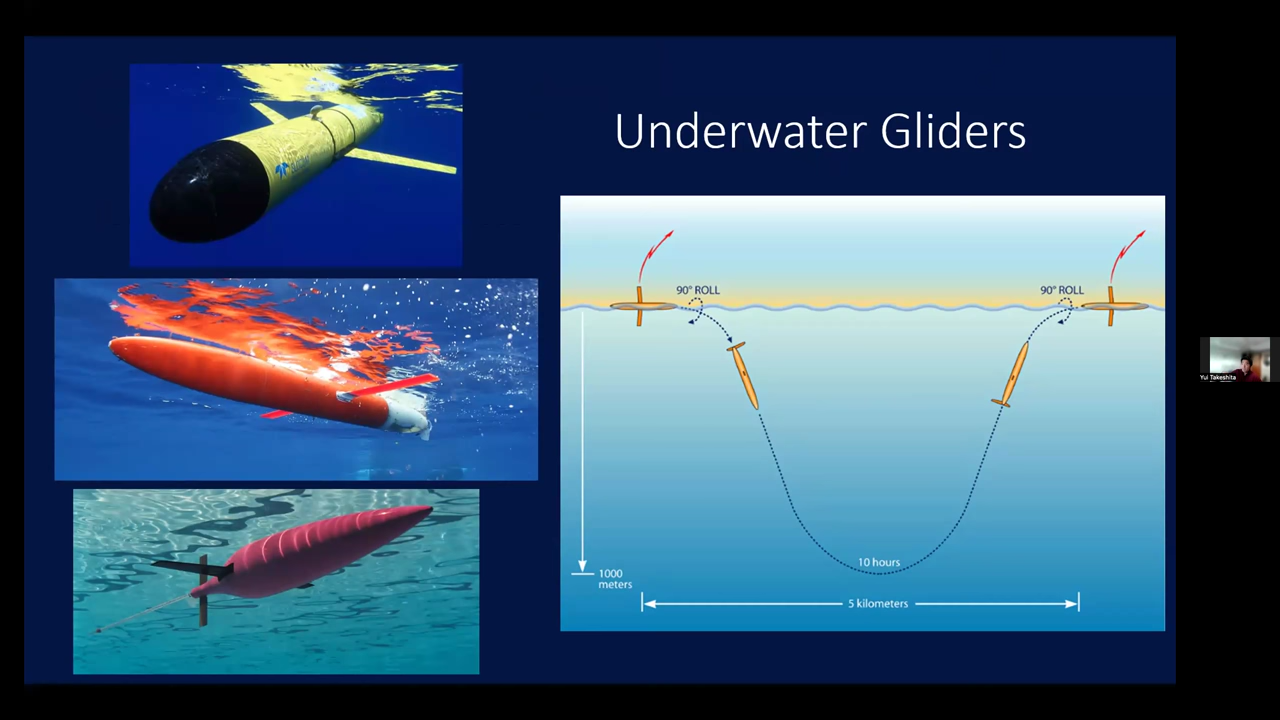 Underwater Gliders
90° ROLL
90° ROLL
10 hours
1000
meters
5 kilometers
Yui Takeshita